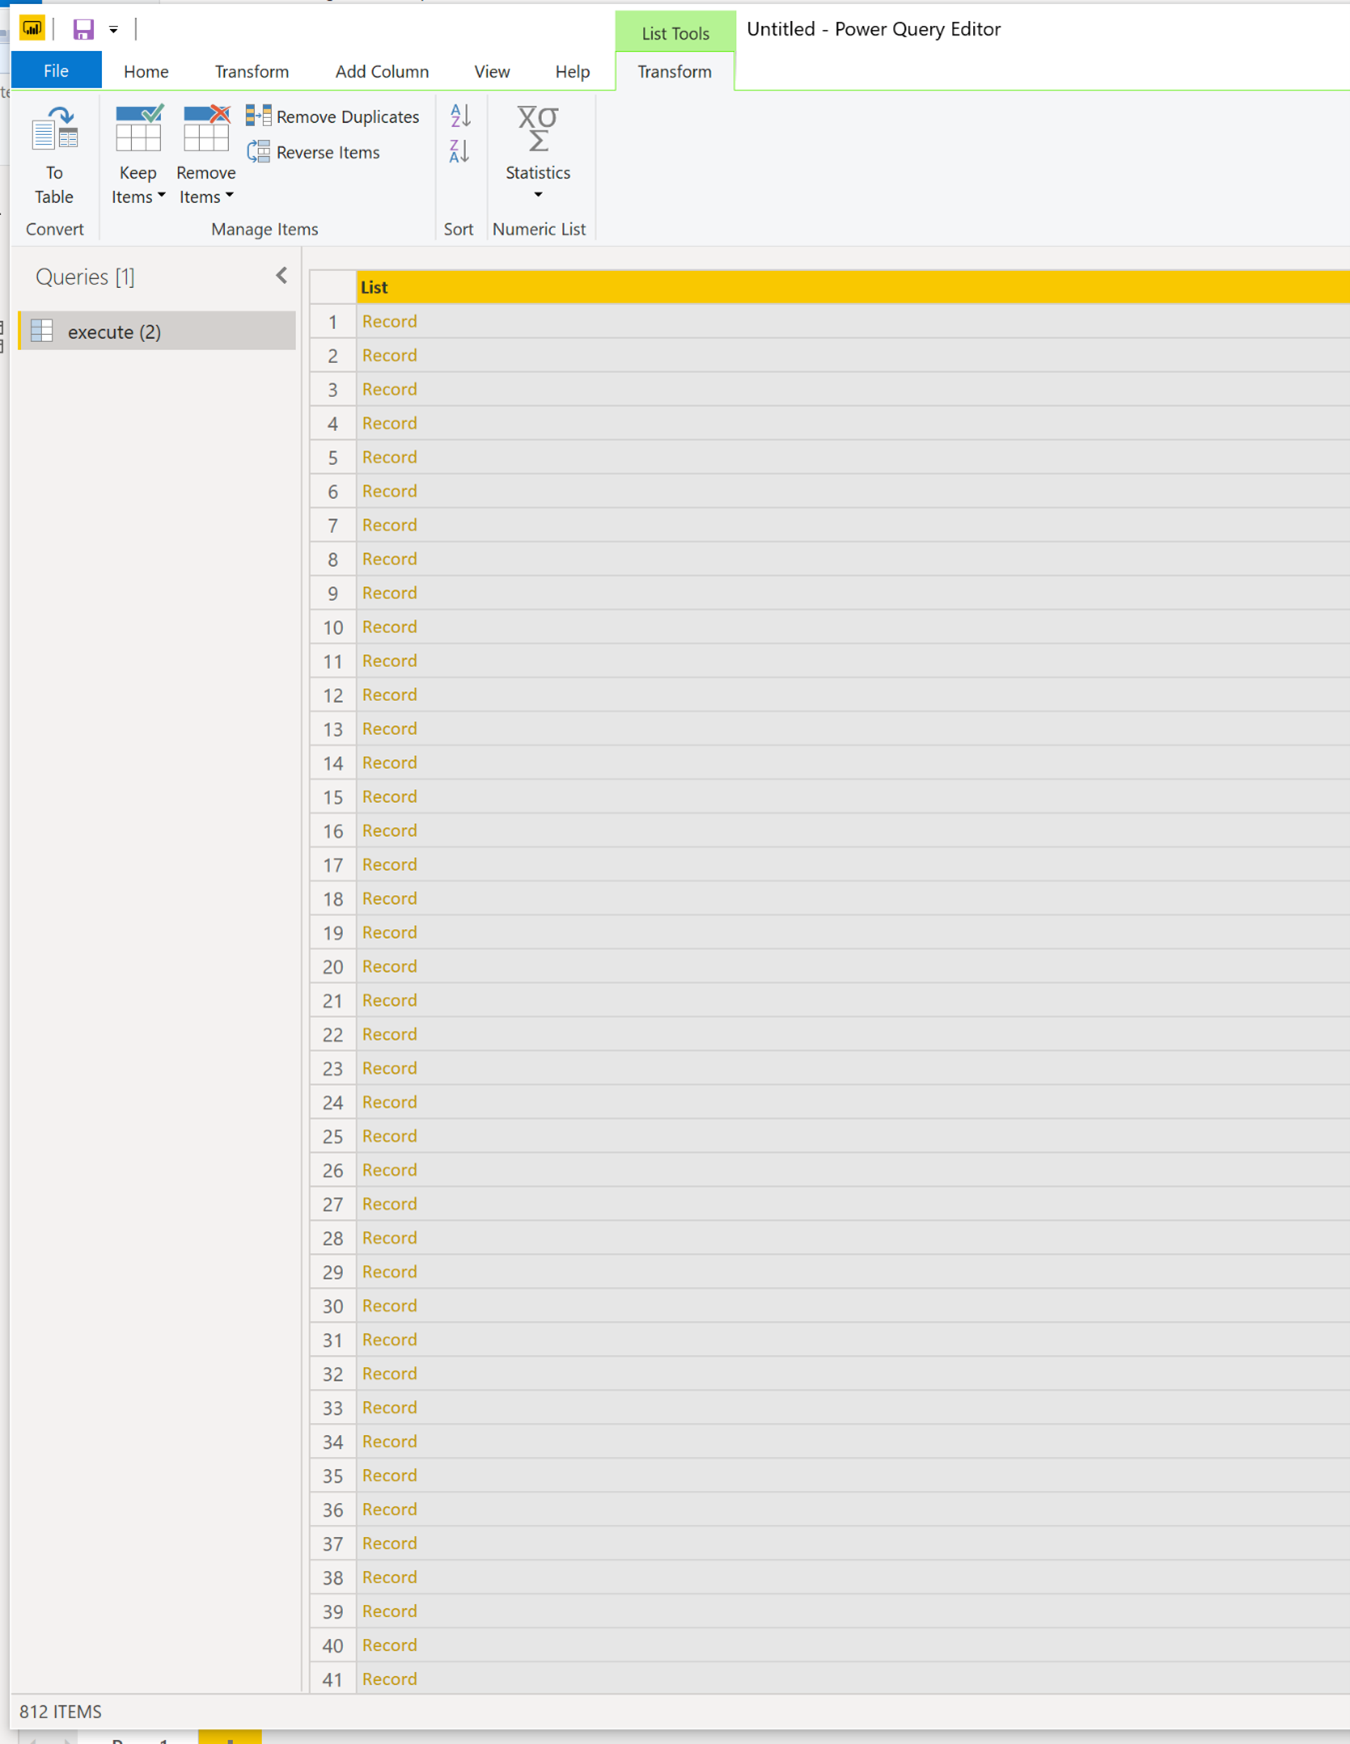 List Tools
Untitled - Power Query Editor
File
Home
Transform
Add Column
View
Help
Transform
To
Table
Keep
Items
Remove
Items
Remove Duplicates
Reverse Items
A
Z
Z
A
Statistics
Convert
Manage Items
Sort
Numeric List
Queries [1]
execute (2)
List
1 Record
2 Record
3 Record
4 Record
5 Record
6 Record
7 Record
8 Record
9 Record
10 Record
11 Record
12 Record
13 Record
14 Record
15 Record
16 Record
17 Record
18 Record
19 Record
20 Record
21 Record
22 Record
23 Record
24 Record
25 Record
26 Record
27 Record
28 Record
29 Record
30 Record
31 Record
32 Record
33 Record
34 Record
35 Record
36 Record
37 Record
38 Record
39 Record
40 Record
41 Record
812 ITEMS